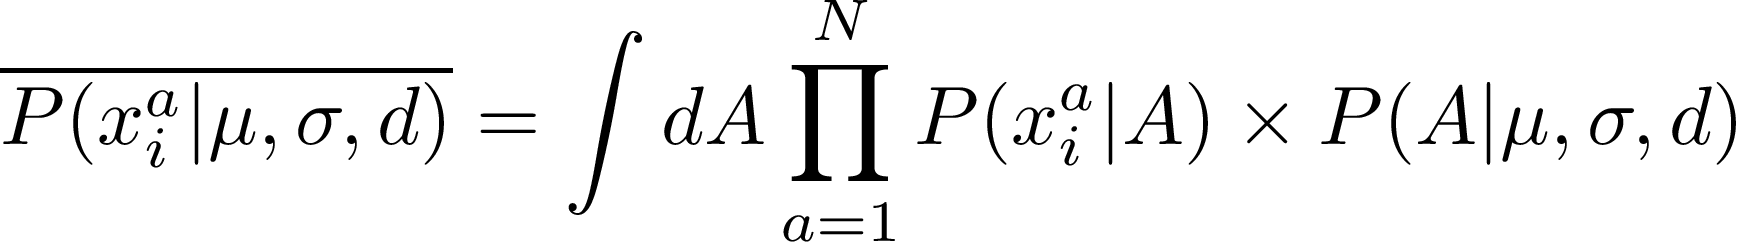 \overline{P(x_i^a|\mu, \sigma, d)} = \int dA \prod_{a=1}^{N} P(x_i^a|A) \times P(A|\mu, \sigma, d)